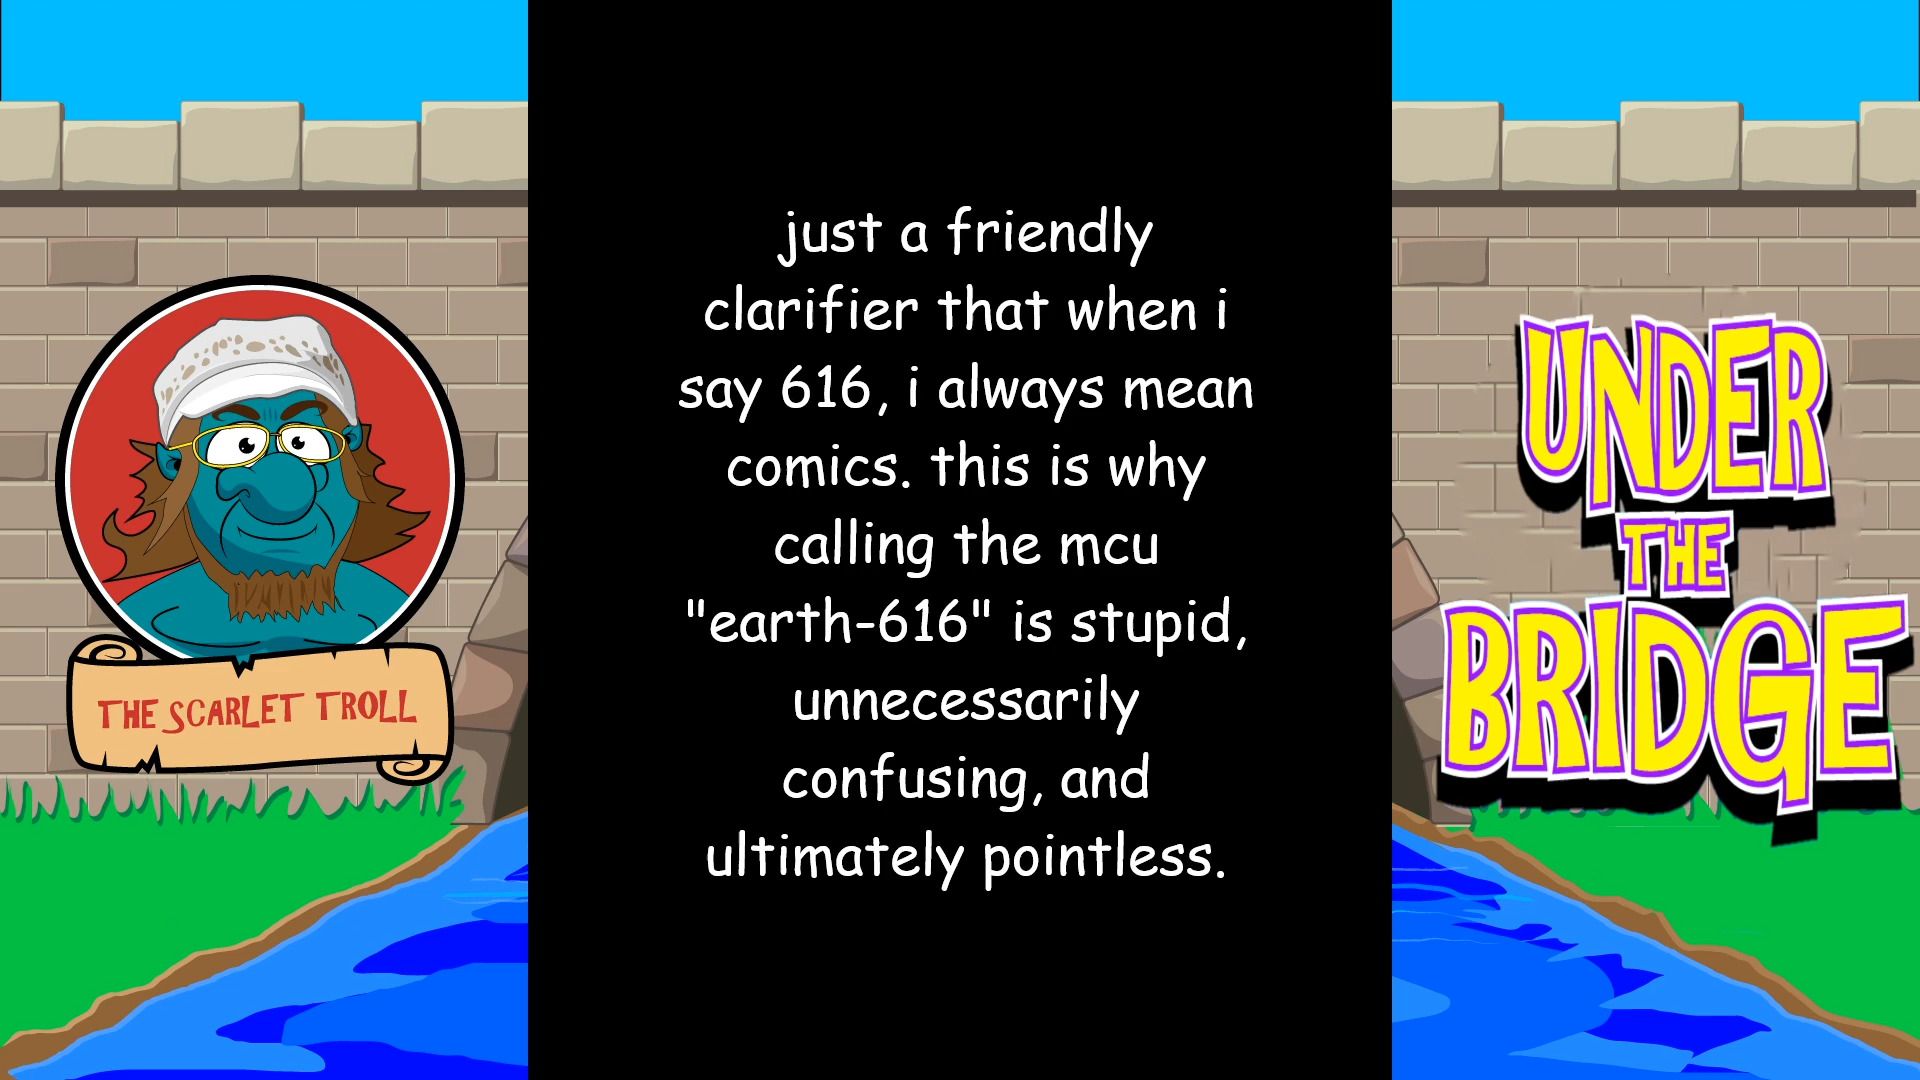 THE SCARLET TROLL
just a friendly
clarifier that when i
say 616, i always mean
comics. this is why
calling the mcu
"earth-616" is stupid,
unnecessarily
confusing, and
ultimately pointless.
UNDER
THE
BRIDGE